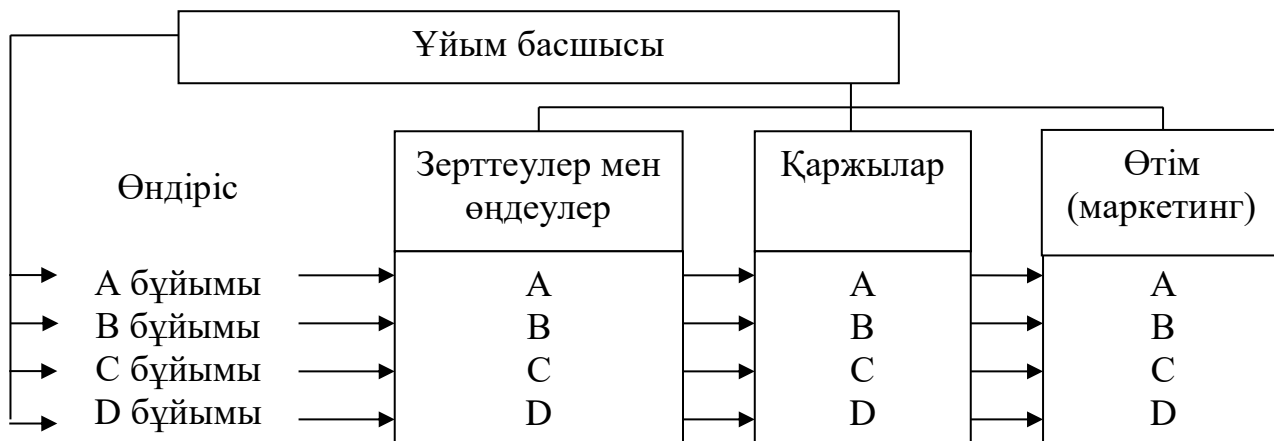 Ұйым басшысы
Өндіріс
Зерттеулер мен
өңдеулер
Қаржылар
Өтім
(маркетинг)
A бұйымы
A
A
A
B бұйымы
B
B
B
C бұйымы
C
C
C
D бұйымы
D
D
D